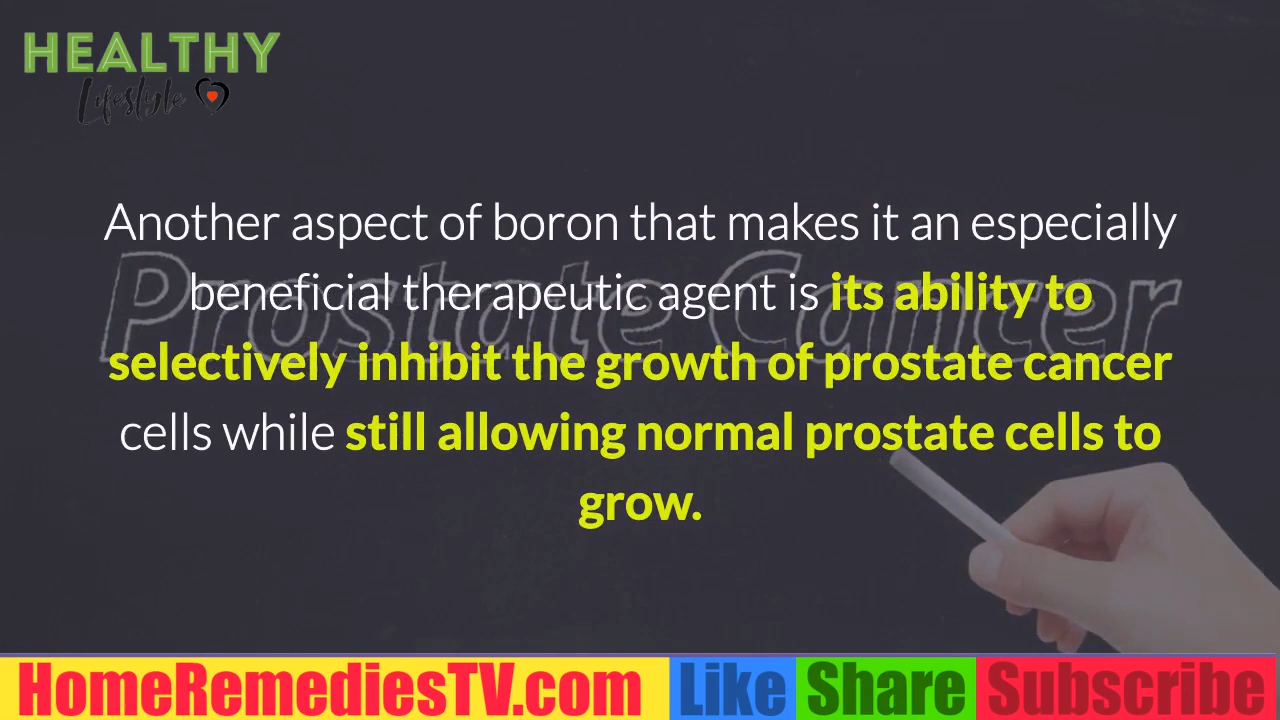 HEALTHY
Lifestyle
Another aspect of boron that makes it an especially
beneficial therapeutic agent is its ability to
selectively inhibit the growth of prostate cancer
cells while still allowing normal prostate cells to
grow.
Prostate Cancer
HomeRemediesTV.com Like Share Subscribe